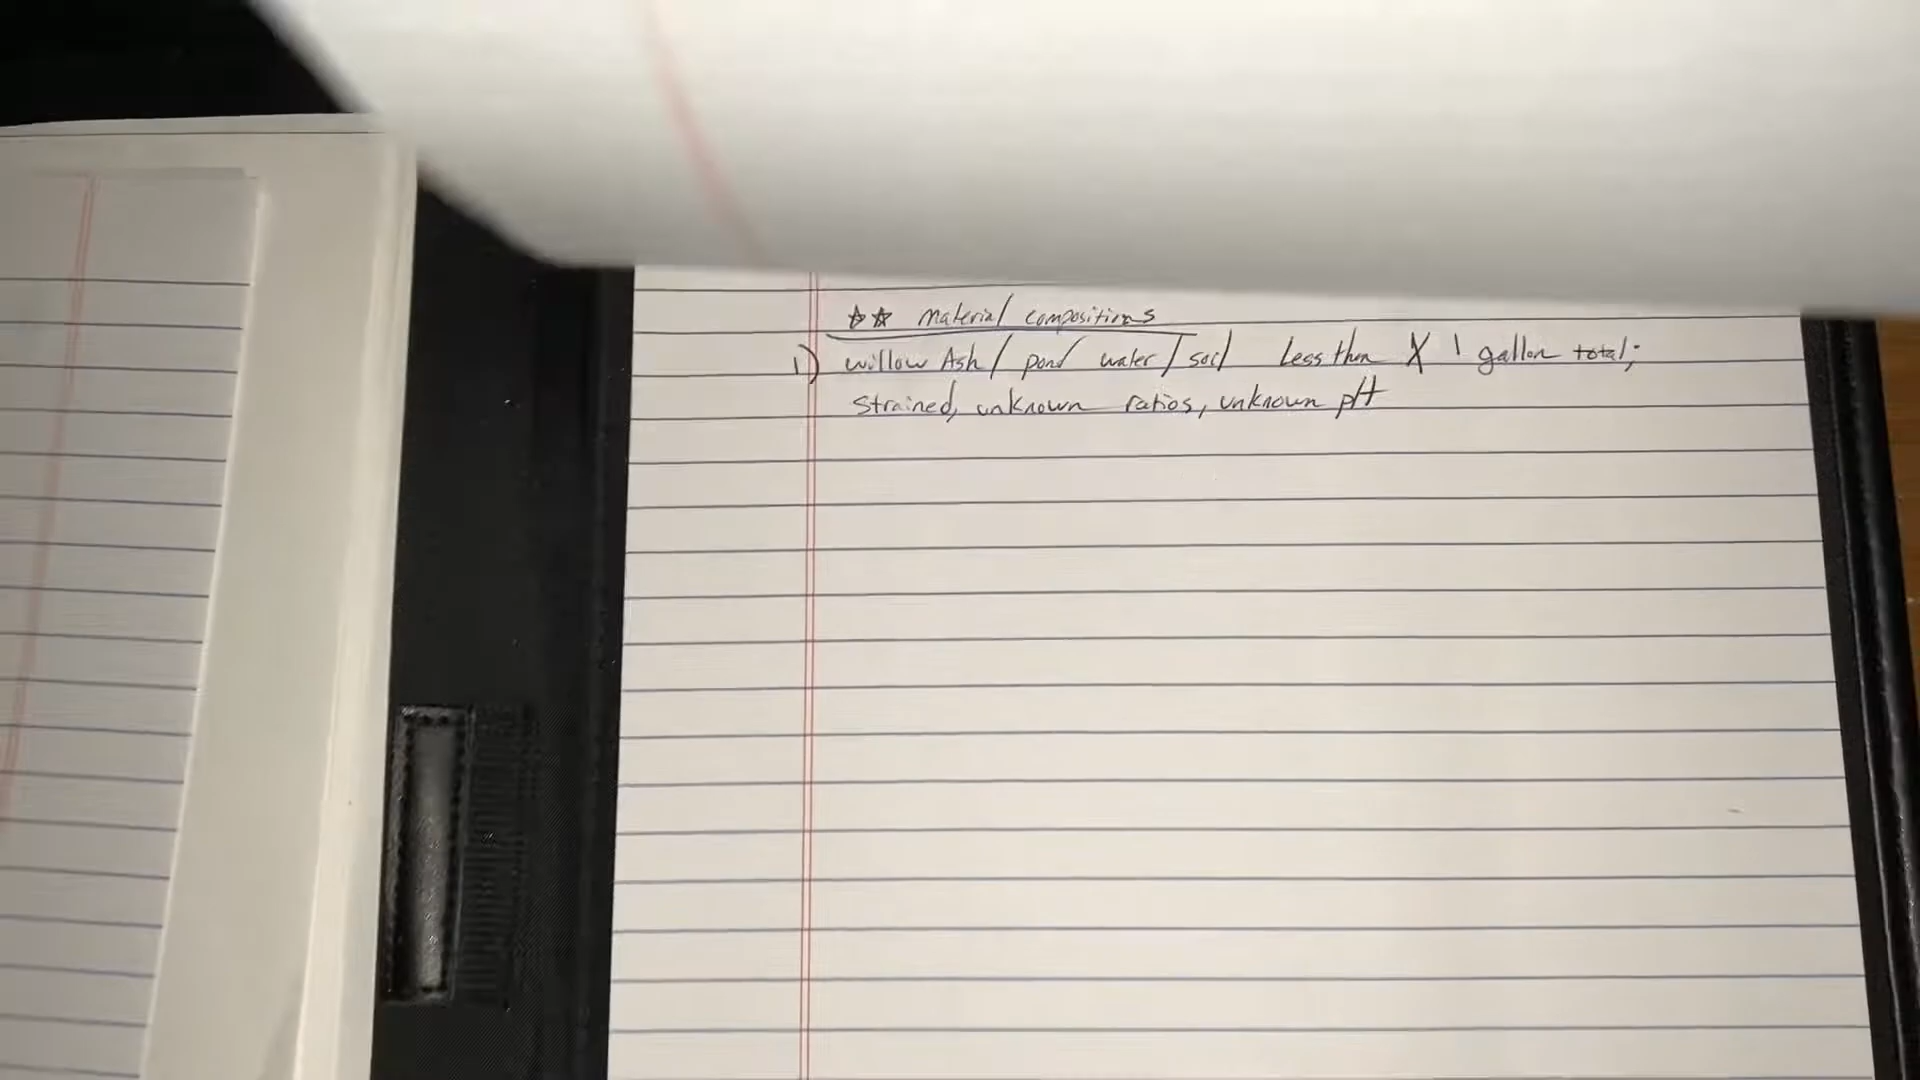 ☆☆ Material compositions
1) willow Ash / pond water / soil Less than X 1 gallon total;
strained, unknown ratios, unknown pH